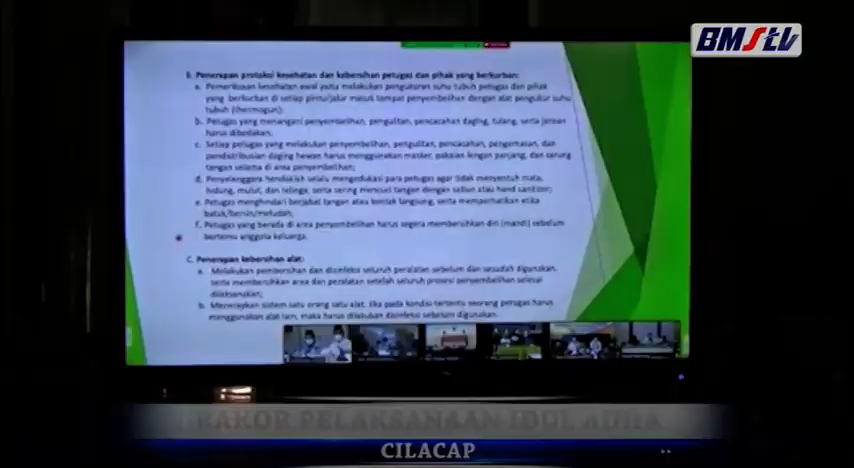 BMStv
B. Penerapan protokol kesehatan dan kebersihan petugas dan pihak yang berkurban:
a. Pemeriksaan kesehatan awal yaitu melakukan pengukuran suhu tubuh petugas dan pihak
yang berkurban di setiap pintu/jalur masuk tempat penyembelihan dengan alat pengukur suhu
tubuh (thermogun);
b. Petugas yang menangani penyembelihan, pengulitan, pencacahan daging, tulang, serta jeroan
harus dibedakan;
c. Setiap petugas yang melakukan penyembelihan, pengulitan, pencacahan, pengemasan, dan
pendistribusian daging hewan harus menggunakan masker, pakaian lengan panjang, dan sarung
tangan selama di area penyembelihan;
d. Penyelenggara hendaklah selalu mengedukasi para petugas agar tidak menyentuh mata,
hidung, mulut, dan telinga, serta sering mencuci tangan dengan sabun atau hand sanitizer;
e. Petugas menghindari berjabat tangan atau kontak langsung, serta memperhatikan etika
batuk/bersin/meludah;
f. Petugas yang berada di area penyembelihan harus segera membersihkan diri (mandi) sebelum
bertemu anggota keluarga.
C. Penerapan kebersihan alat:
a. Melakukan pembersihan dan disinfeksi seluruh peralatan sebelum dan sesudah digunakan,
serta membersihkan area dan peralatan setelah seluruh prosesi penyembelihan selesai
dilaksanakan;
b. Menerapkan sistem satu orang satu alat. Jika pada kondisi tertentu seorang petugas harus
menggunakan alat lain, maka harus dilakukan disinfeksi sebelum digunakan.
RAKOR PELAKSANAAN IDUL ADHA
CILACAP